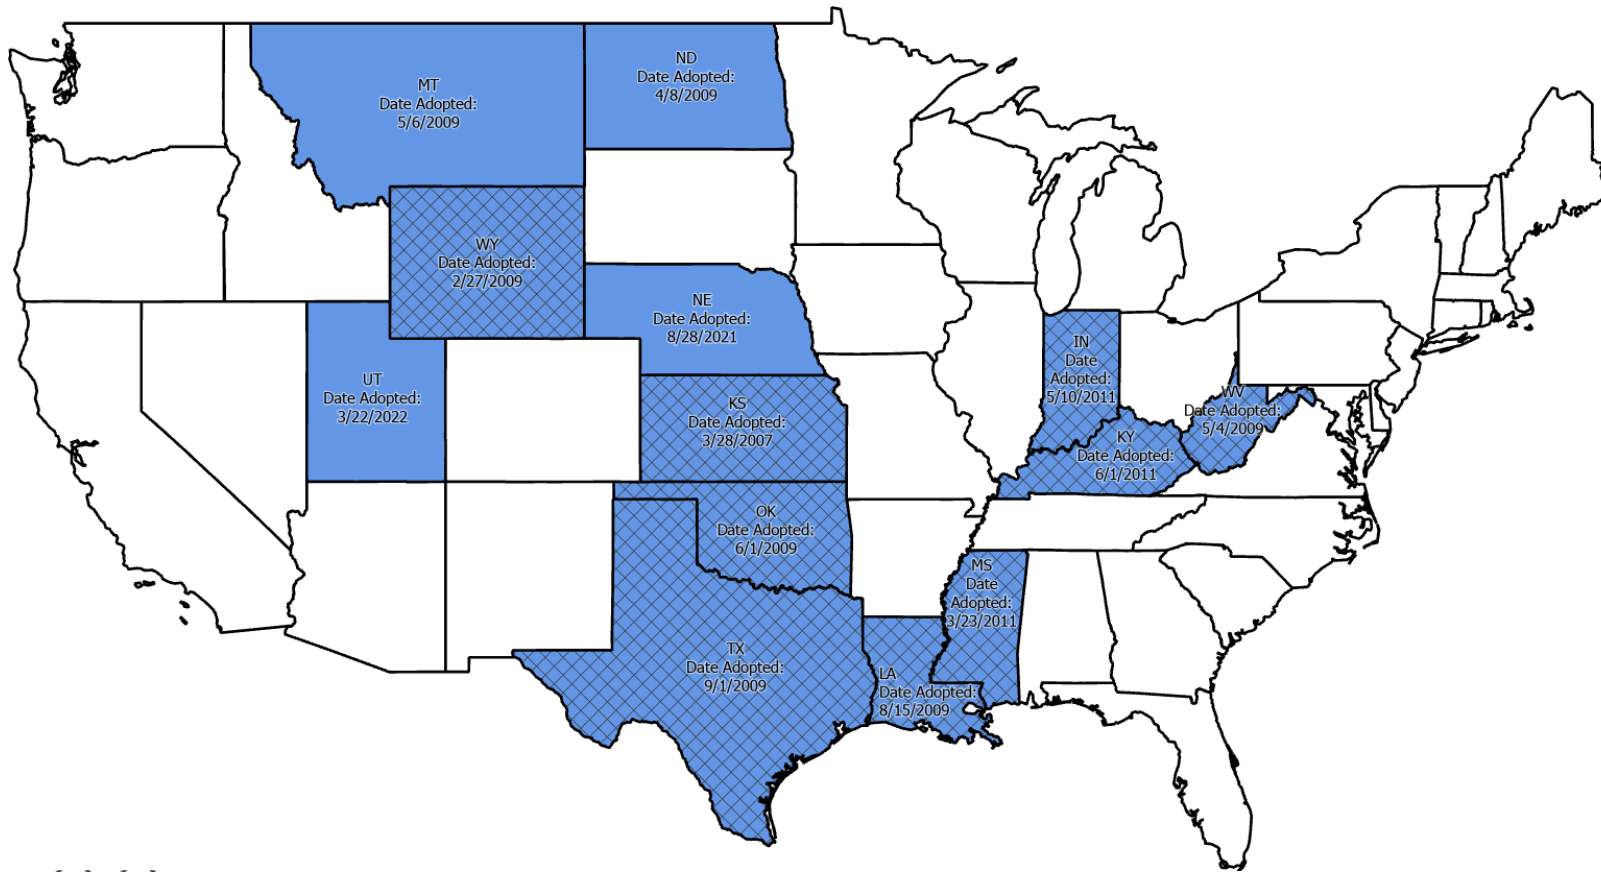 MT
Date Adopted:
5/6/2009
ND
Date Adopted:
4/8/2009
WY
Date Adopted:
2/27/2009
NE
Date Adopted:
8/28/2021
UT
Date Adopted:
3/22/2022
KS
Date Adopted:
3/28/2007
IN
Date
Adopted:
5/10/2011
WV
Date Adopted:
5/4/2009
KY
Date Adopted:
6/1/2011
OK
Date Adopted:
6/1/2009
MS
Date
Adopted:
3/23/2011
TX
Date Adopted:
9/1/2009
LA
Date Adopted:
8/15/2009